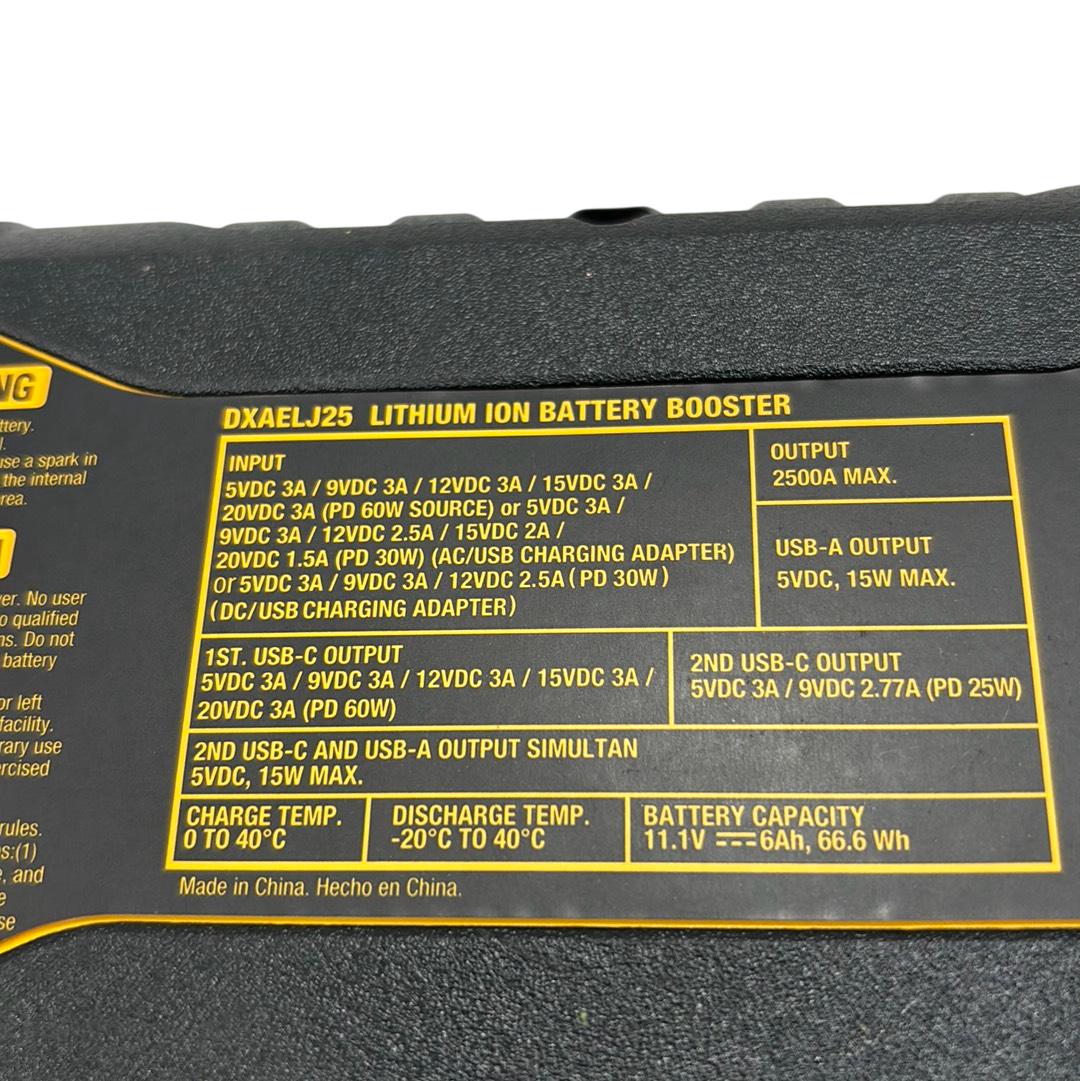 NG
ttery.
l.
use a spark in
the internal
rea.
ver. No user
o qualified
ns. Do not
battery
or left
facility.
rary use
ercised
rules.
s:(1)
e, and
e
se
DXAELJ25 LITHIUM ION BATTERY BOOSTER
INPUT
5VDC 3A / 9VDC 3A / 12VDC 3A / 15VDC 3A /
20VDC 3A (PD 60W SOURCE) or 5VDC 3A /
9VDC 3A / 12VDC 2.5A / 15VDC 2A /
20VDC 1.5A (PD 30W) (AC/USB CHARGING ADAPTER)
or 5VDC 3A / 9VDC 3A / 12VDC 2.5A (PD 30W)
(DC/USB CHARGING ADAPTER)
OUTPUT
2500A MAX.
USB-A OUTPUT
5VDC, 15W MAX.
1ST. USB-C OUTPUT
5VDC 3A / 9VDC 3A / 12VDC 3A / 15VDC 3A /
20VDC 3A (PD 60W)
2ND USB-C OUTPUT
5VDC 3A / 9VDC 2.77A (PD 25W)
2ND USB-C AND USB-A OUTPUT SIMULTAN
5VDC, 15W MAX.
CHARGE TEMP.
0 TO 40°C
DISCHARGE TEMP.
-20°C TO 40°C
BATTERY CAPACITY
11.1V ⎓ 6Ah, 66.6 Wh
Made in China. Hecho en China.